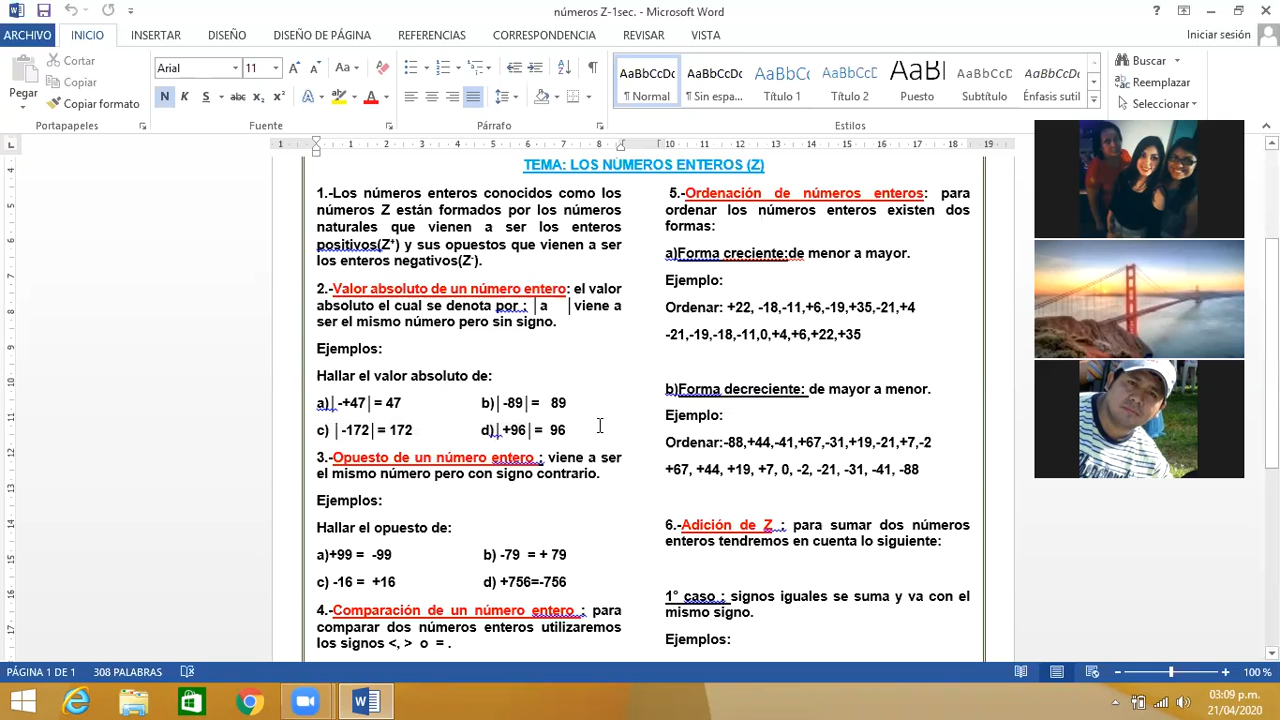 números Z-1sec. - Microsoft Word
ARCHIVO INICIO INSERTAR DISEÑO DISEÑO DE PÁGINA REFERENCIAS CORRESPONDENCIA REVISAR VISTA Iniciar sesión
Pegar
Cortar
Copiar
Copiar formato
Portapapeles
Arial 11
Fuente
Párrafo
AaBbCcDc AaBbCcDc AaBbC AaBbCcC AaBl AaBbCcD AaBbCcDc
¶ Normal ¶ Sin espa... Título 1 Título 2 Puesto Subtítulo Énfasis sutil
Estilos
Buscar
Reemplazar
Seleccionar
TEMA: LOS NÚMEROS ENTEROS (Z)
1.-Los números enteros conocidos como los
números Z están formados por los números
naturales que vienen a ser los enteros
positivos(Z⁺) y sus opuestos que vienen a ser
los enteros negativos(Z⁻).
2.-Valor absoluto de un número entero: el valor
absoluto el cual se denota por : |a |viene a
ser el mismo número pero sin signo.
Ejemplos:
Hallar el valor absoluto de:
a)|-+47|= 47 b)|-89|= 89
c) |-172|= 172 d)|+96|= 96
3.-Opuesto de un número entero : viene a ser
el mismo número pero con signo contrario.
Ejemplos:
Hallar el opuesto de:
a)+99 = -99 b) -79 = + 79
c) -16 = +16 d) +756=-756
4.-Comparación de un número entero : para
comparar dos números enteros utilizaremos
los signos <, > o = .
5.-Ordenación de números enteros: para
ordenar los números enteros existen dos
formas:
a)Forma creciente:de menor a mayor.
Ejemplo:
Ordenar: +22, -18,-11,+6,-19,+35,-21,+4
-21,-19,-18,-11,0,+4,+6,+22,+35
b)Forma decreciente: de mayor a menor.
Ejemplo:
Ordenar:-88,+44,-41,+67,-31,+19,-21,+7,-2
+67, +44, +19, +7, 0, -2, -21, -31, -41, -88
6.-Adición de Z : para sumar dos números
enteros tendremos en cuenta lo siguiente:
1° caso : signos iguales se suma y va con el
mismo signo.
Ejemplos:
PÁGINA 1 DE 1 308 PALABRAS 100 %
03:09 p.m.
21/04/2020